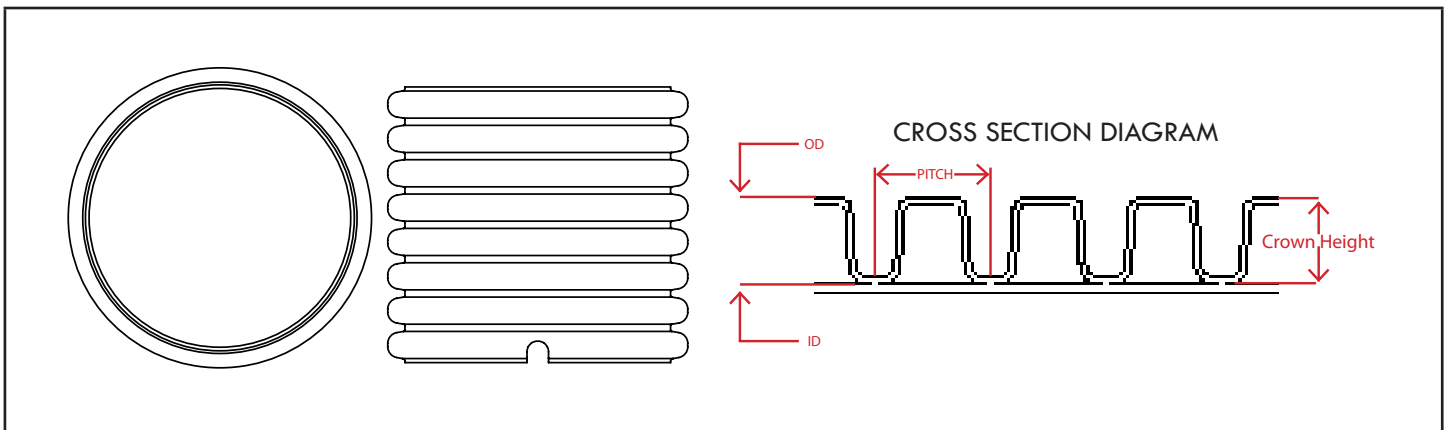 CROSS SECTION DIAGRAM
OD
PITCH
Crown Height
ID